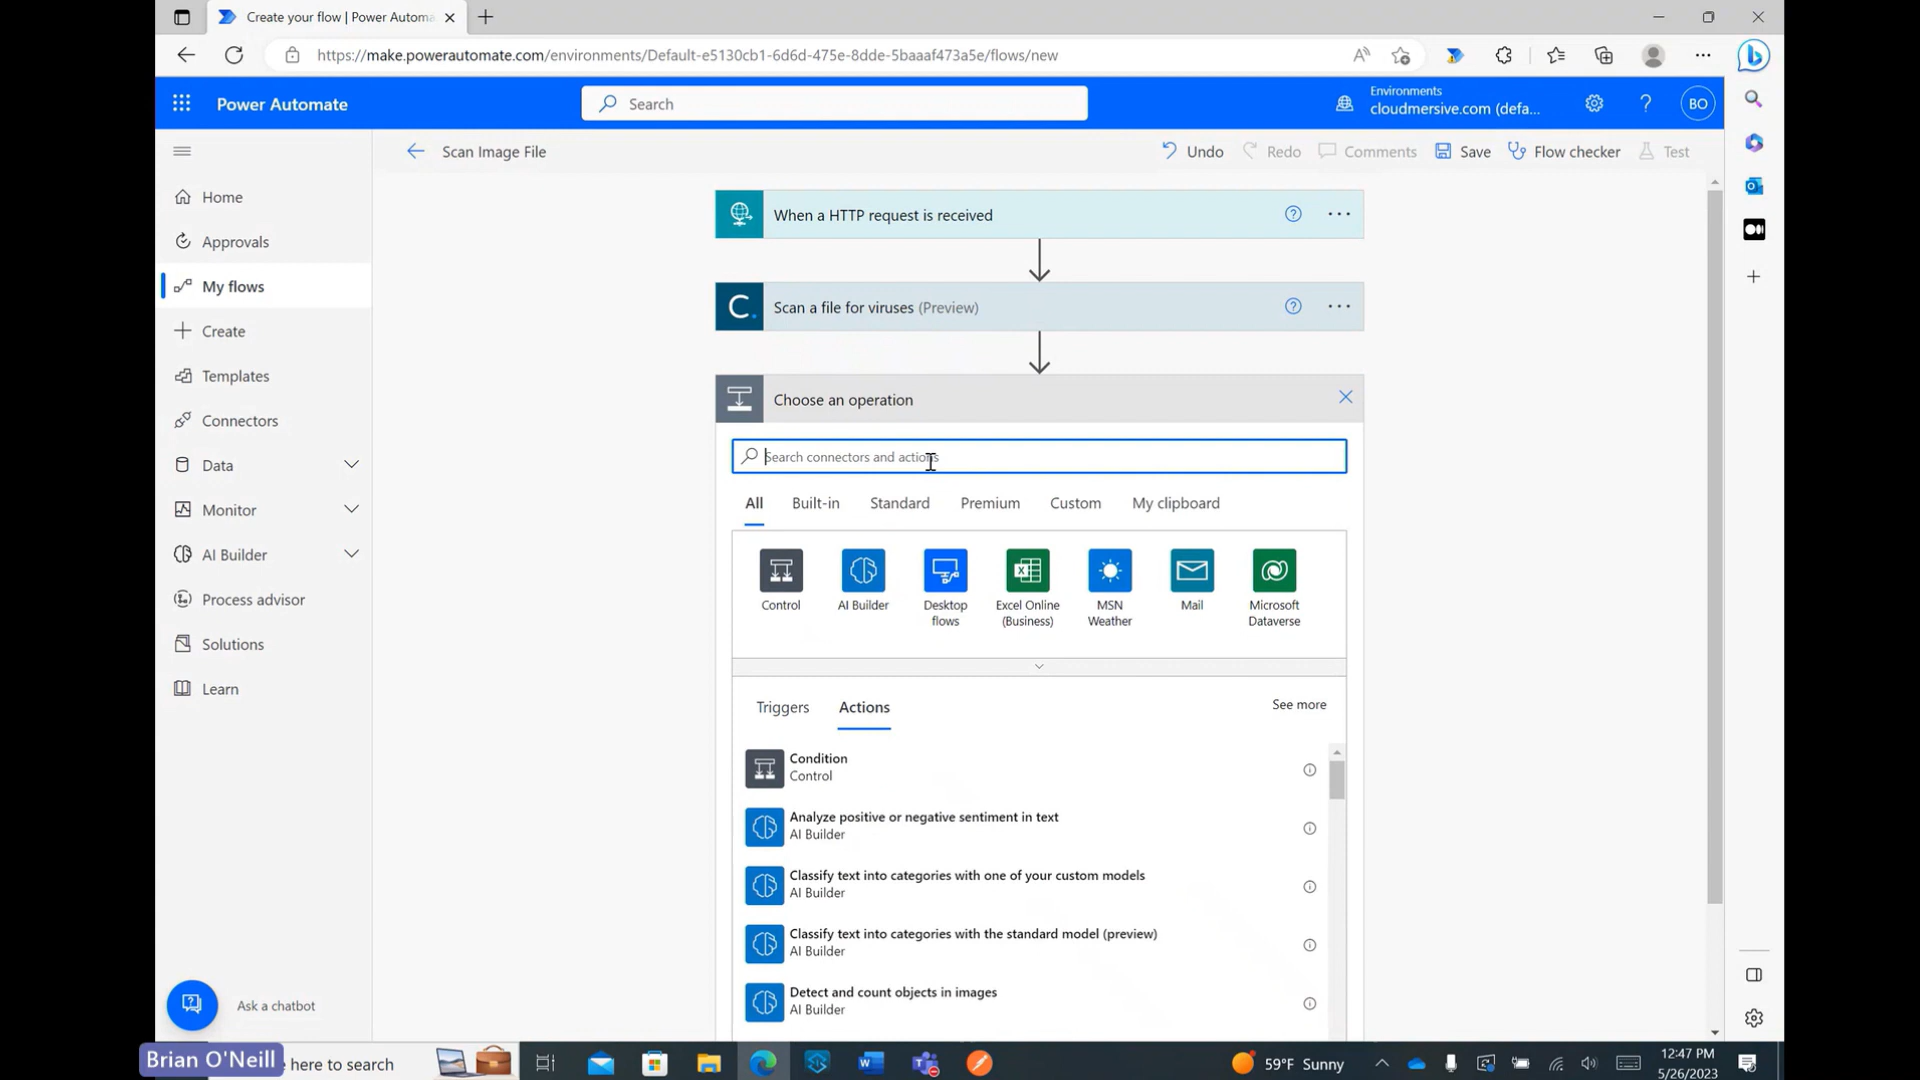 Create your flow | Power Automa
https://make.powerautomate.com/environments/Default-e5130cb1-6d6d-475e-8dde-5baaaf473a5e/flows/new
Power Automate
Search
Environments
cloudmersive.com (defa...
BO
Scan Image File
Undo
Redo
Comments
Save
Flow checker
Test
Home
Approvals
My flows
Create
Templates
Connectors
Data
Monitor
AI Builder
Process advisor
Solutions
Learn
Ask a chatbot
When a HTTP request is received
C.
Scan a file for viruses (Preview)
Choose an operation
Search connectors and actions
All
Built-in
Standard
Premium
Custom
My clipboard
Control
AI Builder
Desktop
flows
Excel Online
(Business)
MSN
Weather
Mail
Microsoft
Dataverse
Triggers
Actions
See more
Condition
Control
Analyze positive or negative sentiment in text
AI Builder
Classify text into categories with one of your custom models
AI Builder
Classify text into categories with the standard model (preview)
AI Builder
Detect and count objects in images
AI Builder
Brian O'Neill
here to search
59°F Sunny
12:47 PM
5/26/2023